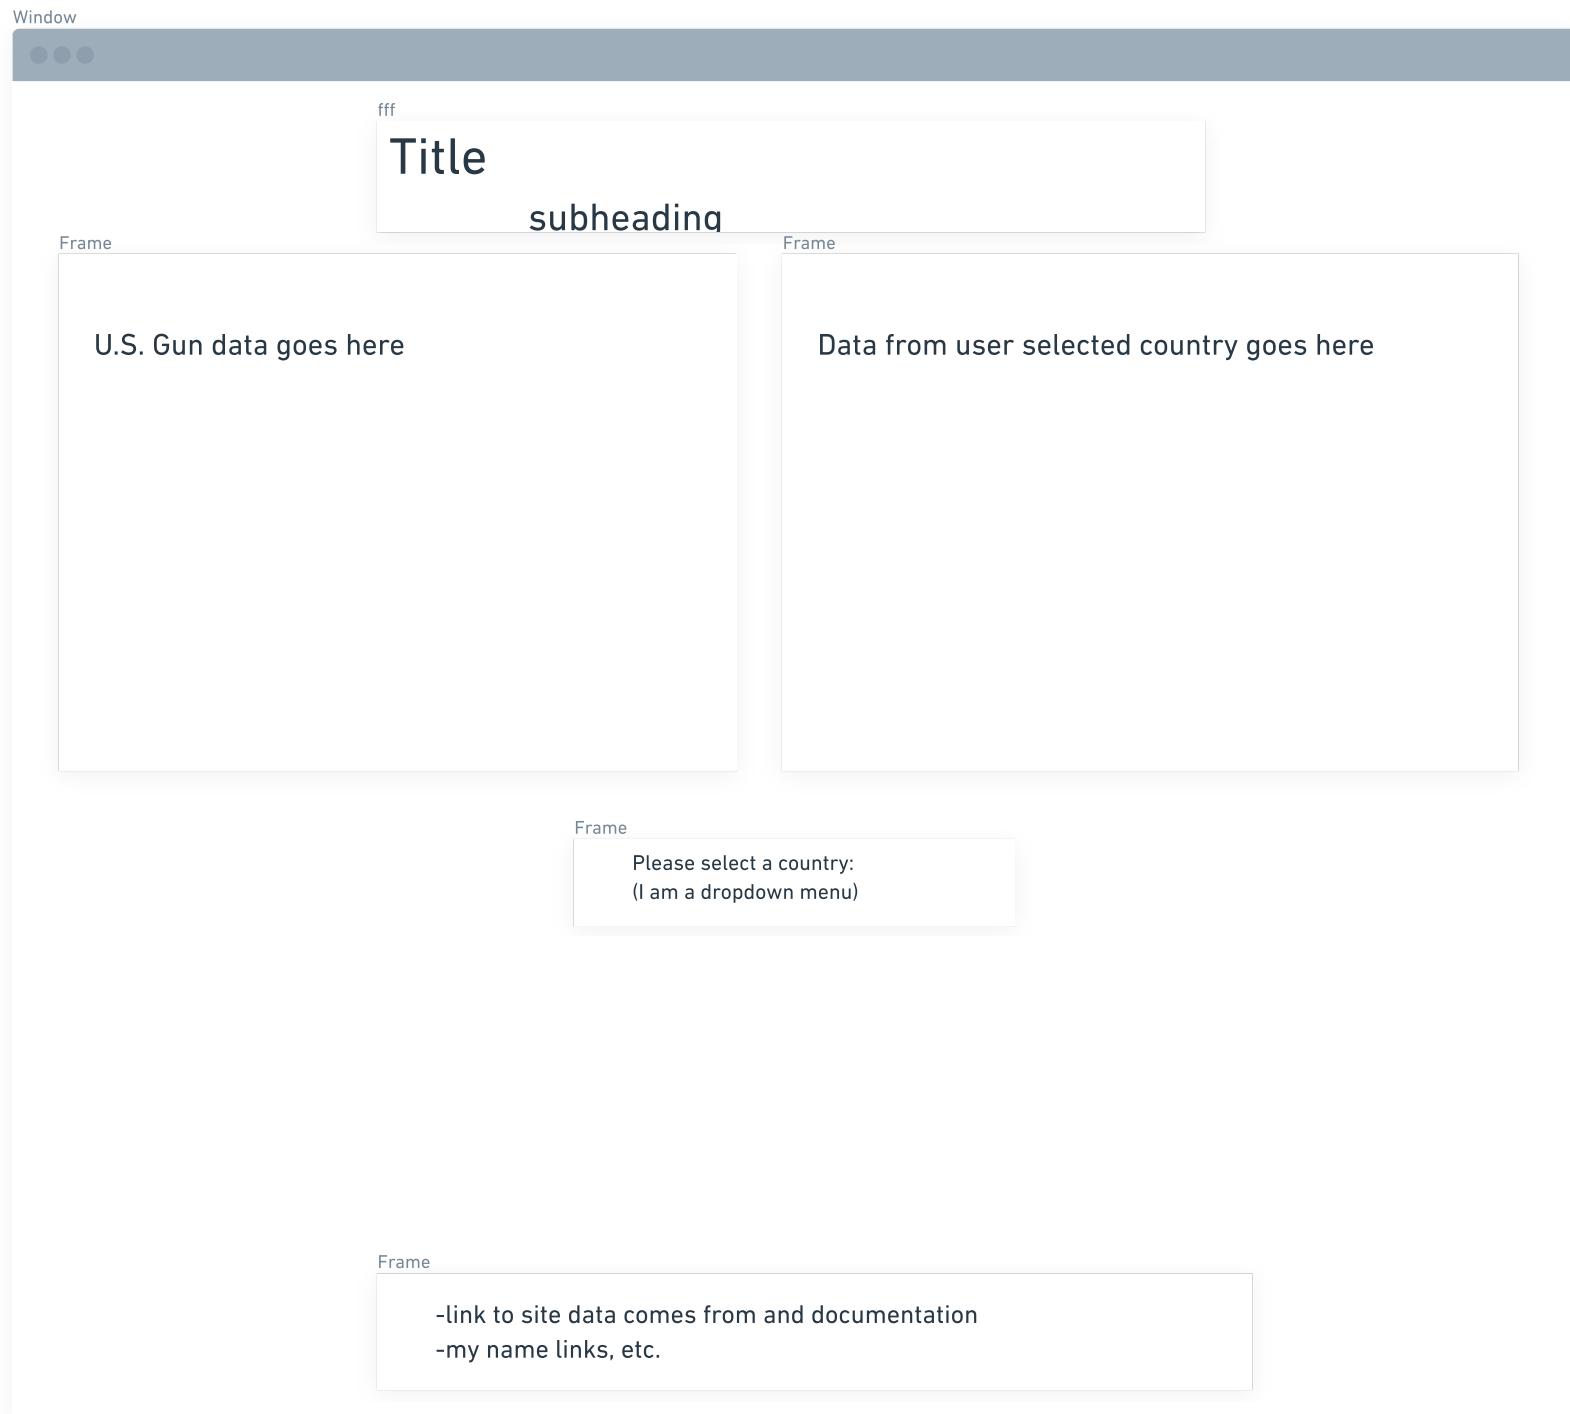 Window
fff
Title
subheading
Frame
Frame
U.S. Gun data goes here
Data from user selected country goes here
Frame
Please select a country:
(I am a dropdown menu)
Frame
-link to site data comes from and documentation
-my name links, etc.